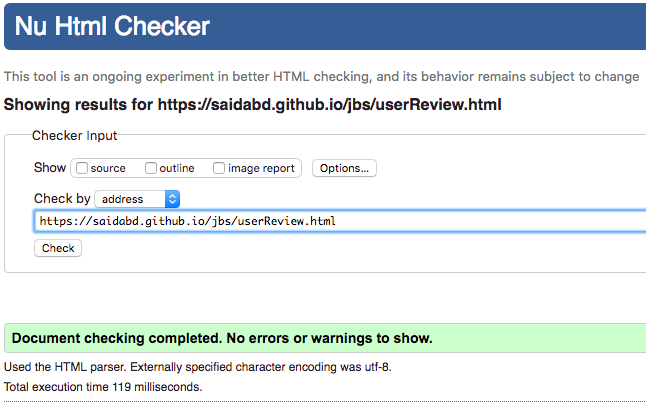 Nu Html Checker
This tool is an ongoing experiment in better HTML checking, and its behavior remains subject to change
Showing results for https://saidabd.github.io/jbs/userReview.html
Checker Input
Show source outline image report Options...
Check by address
https://saidabd.github.io/jbs/userReview.html
Check
Document checking completed. No errors or warnings to show.
Used the HTML parser. Externally specified character encoding was utf-8.
Total execution time 119 milliseconds.